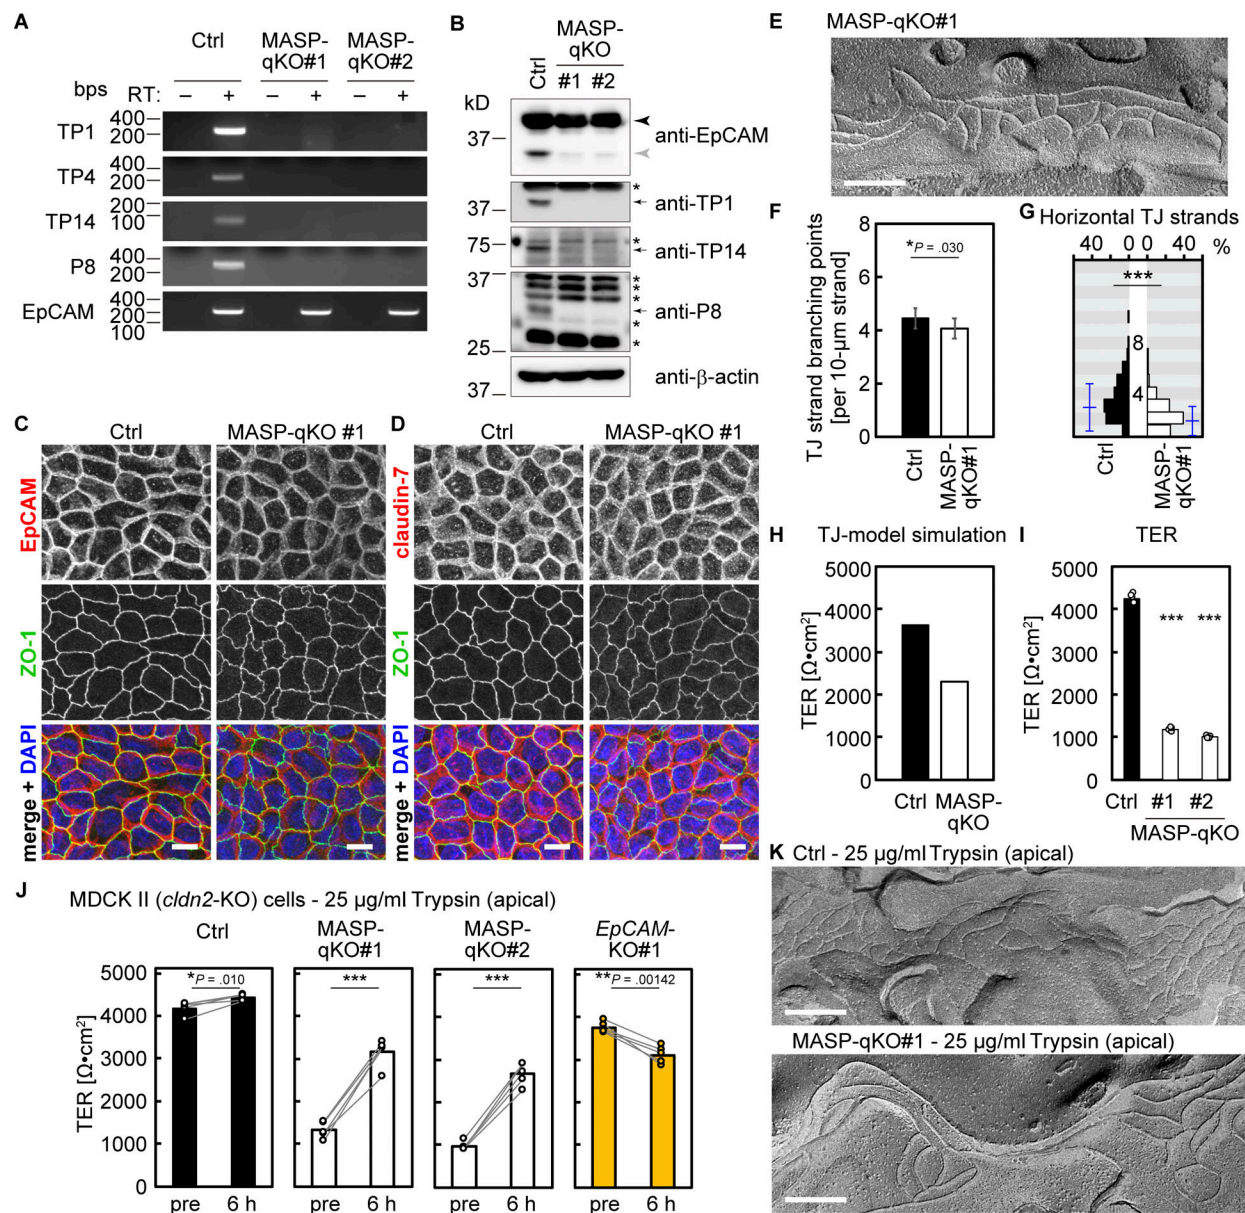 A
Ctrl
MASP-
qKO#1
MASP-
qKO#2
bps RT: – + – + – +
TP1
400
200
TP4
400
200
TP14
200
100
P8
400
200
EpCAM
400
200
100
B
MASP-
qKO
Ctrl #1 #2
kD
37
anti-EpCAM
37
*
anti-TP1
75
*
anti-TP14
37
*
*
*
anti-P8
*
25
*
37
anti-β-actin
C
Ctrl
MASP-qKO #1
EpCAM
ZO-1
merge + DAPI
D
Ctrl
MASP-qKO #1
claudin-7
ZO-1
merge + DAPI
E
MASP-qKO#1
F
TJ strand branching points
[per 10-µm strand]
8
6
4
2
0
*P = .030
Ctrl
MASP-
qKO#1
G
Horizontal TJ strands
40 0 0 40 %
***
8
4
Ctrl
MASP-
qKO#1
H
TJ-model simulation
TER [Ω•cm²]
5000
4000
3000
2000
1000
0
Ctrl
MASP-
qKO
I
TER
TER [Ω•cm²]
5000
4000
3000
2000
1000
0
*** ***
Ctrl #1 #2
MASP-qKO
J
MDCK II (cldn2-KO) cells - 25 µg/ml Trypsin (apical)
Ctrl
MASP-
qKO#1
MASP-
qKO#2
EpCAM-
KO#1
TER [Ω•cm²]
5000
4000
3000
2000
1000
0
*P = .010
***
***
**P = .00142
pre 6 h
pre 6 h
pre 6 h
pre 6 h
K
Ctrl - 25 µg/ml Trypsin (apical)
MASP-qKO#1 - 25 µg/ml Trypsin (apical)